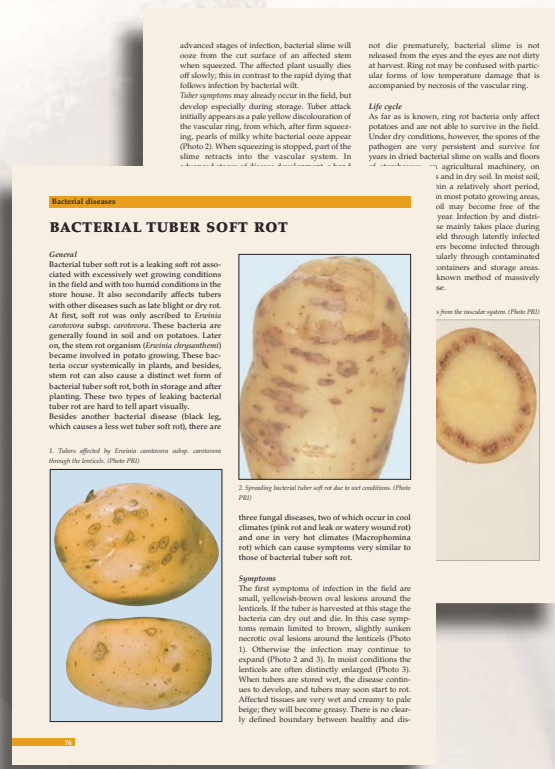 advanced stages of infection, bacterial slime will
ooze from the cut surface of an affected stem
when squeezed. The affected plant usually dies
off slowly; this in contrast to the rapid dying that
follows infection by bacterial wilt.
Tuber symptoms may already occur in the field, but
develop especially during storage. Tuber attack
initially appears as a pale yellow discolouration of
the vascular ring, from which, after firm squeez-
ing, pearls of milky white bacterial ooze appear
(Photo 2). When squeezing is stopped, part of the
slime retracts into the vascular system. In
not die prematurely, bacterial slime is not
released from the eyes and the eyes are not dirty
at harvest. Ring rot may be confused with partic-
ular forms of low temperature damage that is
accompanied by necrosis of the vascular ring.
Life cycle
As far as is known, ring rot bacteria only affect
potatoes and are not able to survive in the field.
Under dry conditions, however, the spores of the
pathogen are very persistent and survive for
years in dried bacterial slime on walls and floors
agricultural machinery, on
s and in dry soil. In moist soil,
hin a relatively short period,
in most potato growing areas,
oil may become free of the
year. Infection by and distri-
se mainly takes place during
eld through latently infected
ers become infected through
ularly through contaminated
ontainers and storage areas.
known method of massively
se.
s from the vascular system. (Photo PRI)
Bacterial diseases
BACTERIAL TUBER SOFT ROT
General
Bacterial tuber soft rot is a leaking soft rot asso-
ciated with excessively wet growing conditions
in the field and with too humid conditions in the
store house. It also secondarily affects tubers
with other diseases such as late blight or dry rot.
At first, soft rot was only ascribed to Erwinia
carotovora subsp. carotovora. These bacteria are
generally found in soil and on potatoes. Later
on, the stem rot organism (Erwinia chrysanthemi)
became involved in potato growing. These bac-
teria occur systemically in plants, and besides,
stem rot can also cause a distinct wet form of
bacterial tuber soft rot, both in storage and after
planting. These two types of leaking bacterial
tuber rot are hard to tell apart visually.
Besides another bacterial disease (black leg,
which causes a less wet tuber soft rot), there are
1. Tubers affected by Erwinia carotovora subsp. carotovora
through the lenticels. (Photo PRI)
2. Spreading bacterial tuber soft rot due to wet conditions. (Photo
PRI)
three fungal diseases, two of which occur in cool
climates (pink rot and leak or watery wound rot)
and one in very hot climates (Macrophomina
rot) which can cause symptoms very similar to
those of bacterial tuber soft rot.
Symptoms
The first symptoms of infection in the field are
small, yellowish-brown oval lesions around the
lenticels. If the tuber is harvested at this stage the
bacteria can dry out and die. In this case symp-
toms remain limited to brown, slightly sunken
necrotic oval lesions around the lenticels (Photo
1). Otherwise the infection may continue to
expand (Photo 2 and 3). In moist conditions the
lenticels are often distinctly enlarged (Photo 3).
When tubers are stored wet, the disease contin-
ues to develop, and tubers may soon start to rot.
Affected tissues are very wet and creamy to pale
beige; they will become greasy. There is no clear-
ly defined boundary between healthy and dis-
76